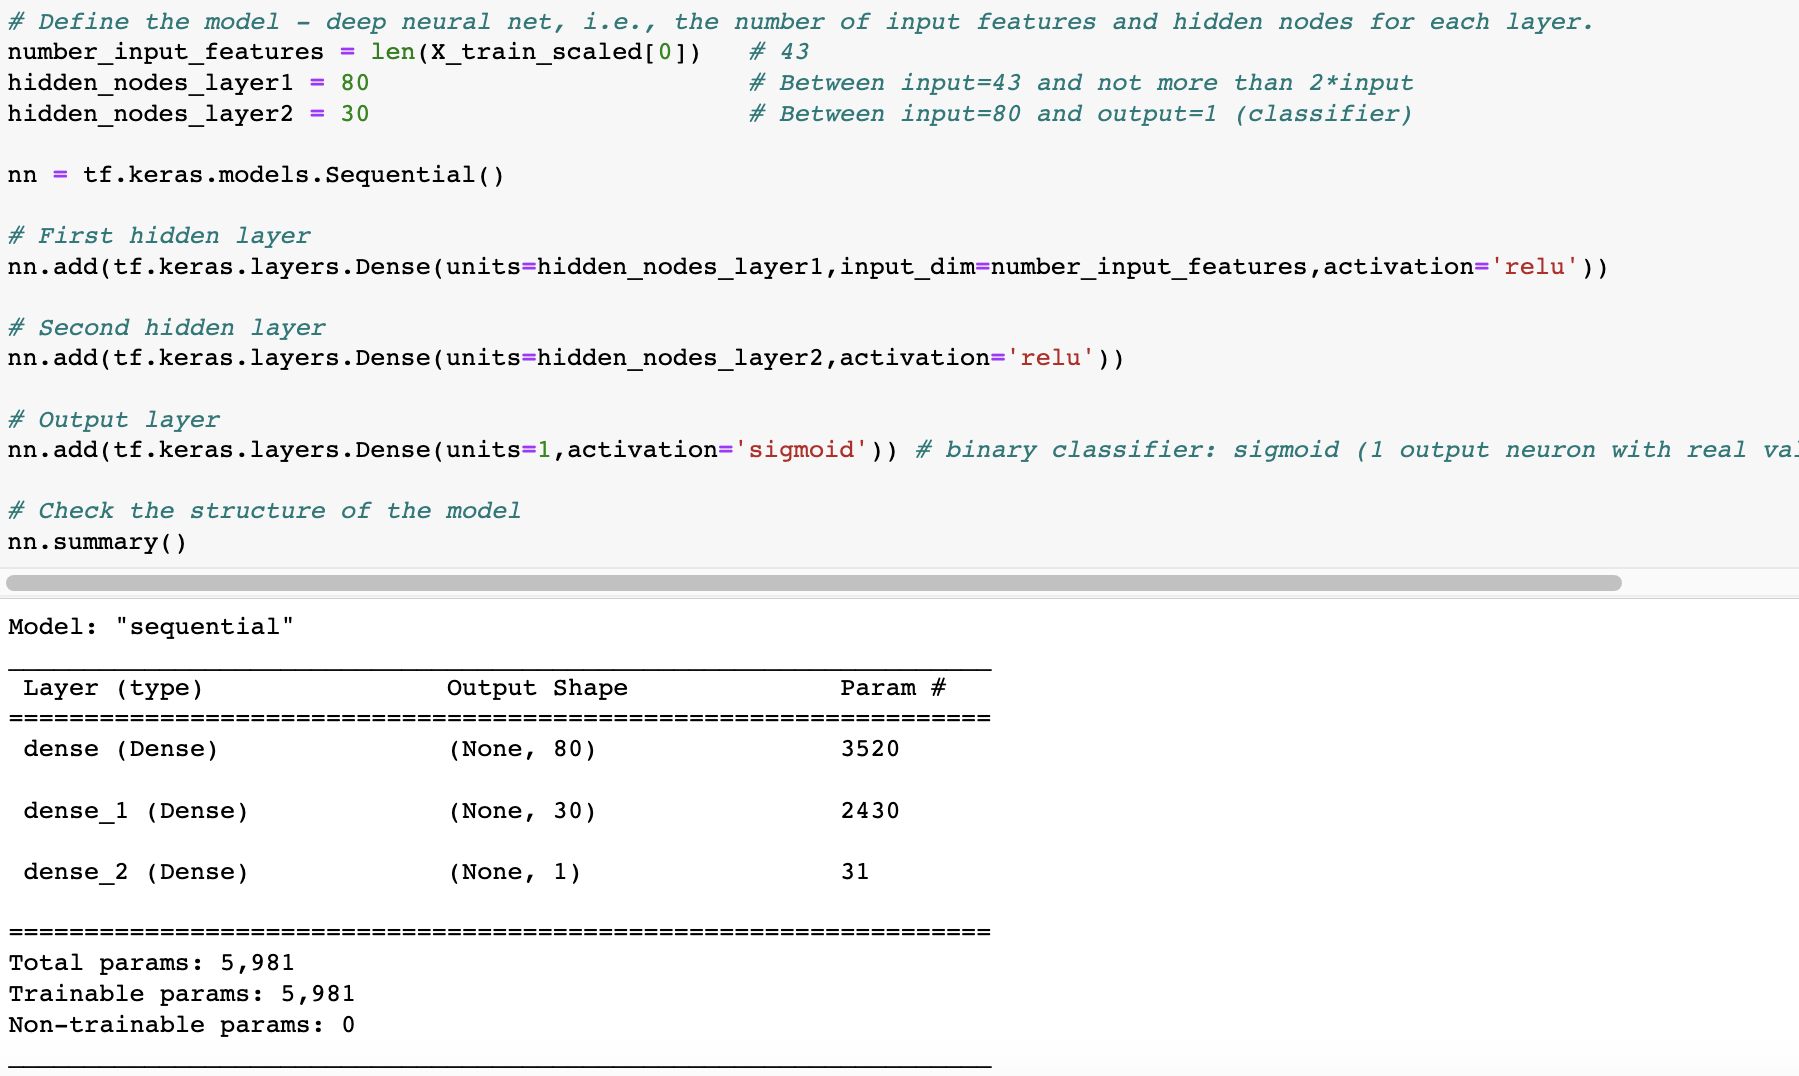 # Define the model – deep neural net, i.e., the number of input features and hidden nodes for each layer.
number_input_features = len(X_train_scaled[0])   # 43
hidden_nodes_layer1 = 80                         # Between input=43 and not more than 2*input
hidden_nodes_layer2 = 30                         # Between input=80 and output=1 (classifier)
nn = tf.keras.models.Sequential()
# First hidden layer
nn.add(tf.keras.layers.Dense(units=hidden_nodes_layer1,input_dim=number_input_features,activation='relu'))
# Second hidden layer
nn.add(tf.keras.layers.Dense(units=hidden_nodes_layer2,activation='relu'))
# Output layer
nn.add(tf.keras.layers.Dense(units=1,activation='sigmoid')) # binary classifier: sigmoid (1 output neuron with real
# Check the structure of the model
nn.summary()
Model: "sequential"
Layer (type)                Output Shape              Param #
=================================================================
dense (Dense)               (None, 80)                3520
dense_1 (Dense)             (None, 30)                2430
dense_2 (Dense)             (None, 1)                 31
=================================================================
Total params: 5,981
Trainable params: 5,981
Non-trainable params: 0